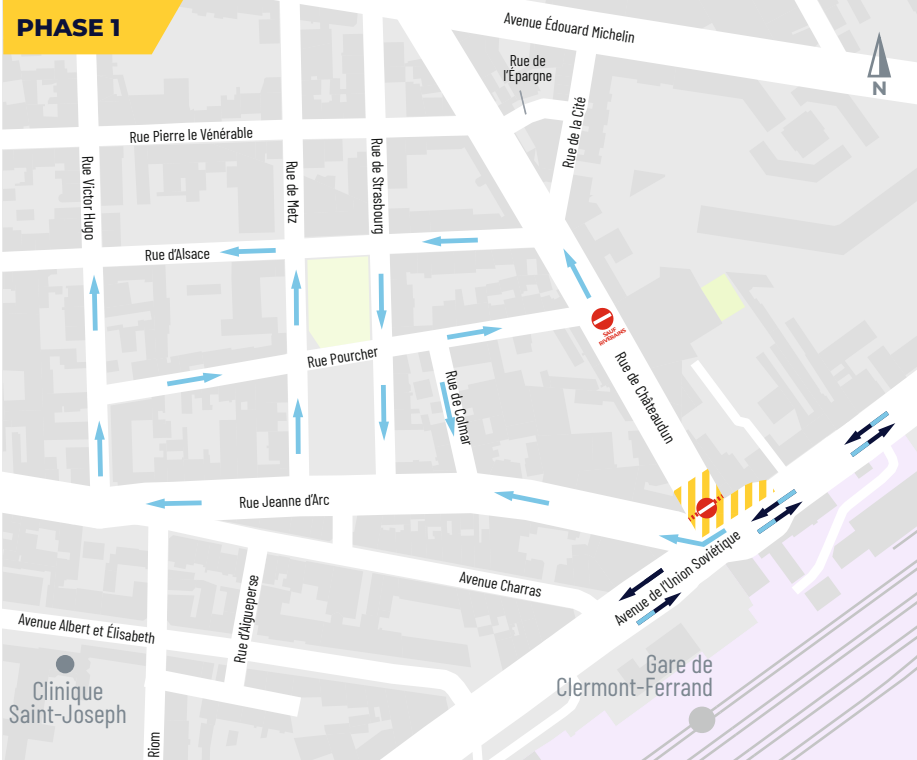 PHASE 1
Avenue Édouard Michelin
N
Rue de
l'Épargne
Rue de la Cité
Rue Pierre le Vénérable
Rue Victor Hugo
Rue de Metz
Rue de Strasbourg
Rue d'Alsace
SAUF
RIVERAINS
Rue Pourcher
Rue de Châteaudun
Rue de Colmar
Rue Jeanne d'Arc
Avenue de l'Union Soviétique
Avenue Charras
Rue d'Aigueperse
Avenue Albert et Élisabeth
Clinique
Saint-Joseph
Gare de
Clermont-Ferrand
Riom